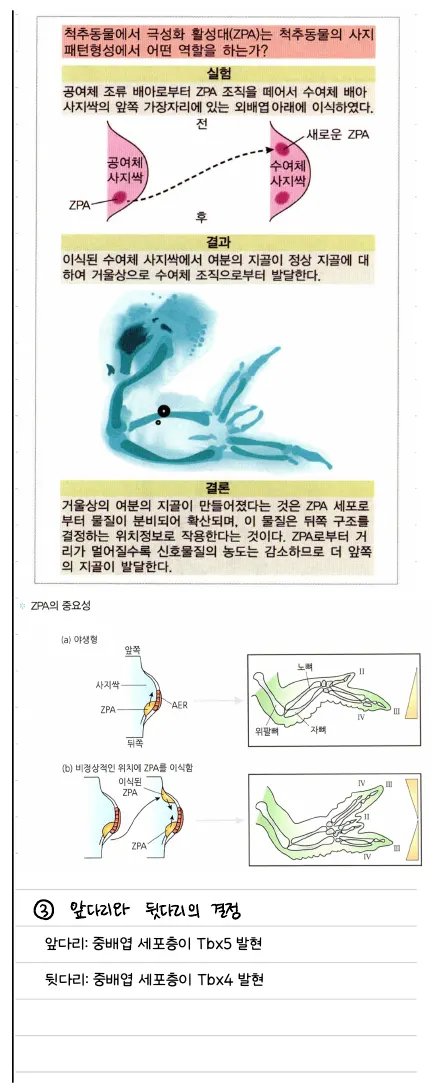 척추동물에서 극성화 활성대(ZPA)는 척추동물의 사지
패턴형성에서 어떤 역할을 하는가?
실험
공여체 조류 배아로부터 ZPA 조직을 떼어서 수여체 배아
사지싹의 앞쪽 가장자리에 있는 외배엽 아래에 이식하였다.
전
새로운 ZPA
공여체
사지싹
수여체
사지싹
ZPA
후
결과
이식된 수여체 사지싹에서 여분의 지골이 정상 지골에 대
하여 거울상으로 수여체 조직으로부터 발달한다.
결론
거울상의 여분의 지골이 만들어졌다는 것은 ZPA 세포로
부터 물질이 분비되어 확산되며, 이 물질은 뒤쪽 구조를
결정하는 위치정보로 작용한다는 것이다. ZPA로부터 거
리가 멀어질수록 신호물질의 농도는 감소하므로 더 앞쪽
의 지골이 발달한다.
ZPA의 중요성
(a) 야생형
앞쪽
사지싹
ZPA
AER
뒤쪽
노뼈
II
III
IV
위팔뼈
자뼈
(b) 비정상적인 위치에 ZPA를 이식함
이식된
ZPA
ZPA
IV
III
II
III
IV
③ 앞다리와 뒷다리의 결정
앞다리: 중배엽 세포층이 Tbx5 발현
뒷다리: 중배엽 세포층이 Tbx4 발현